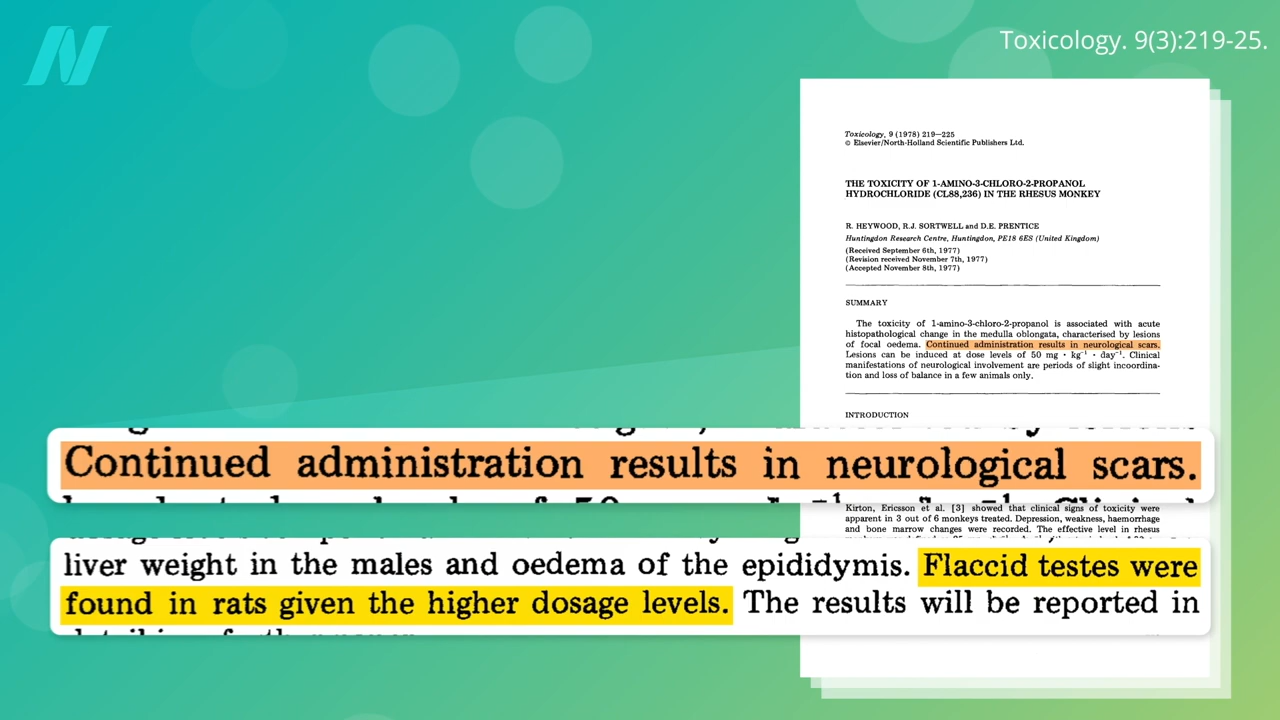 N
Toxicology. 9(3):219-25.
Toxicology, 9 (1978) 219—225
© Elsevier/North-Holland Scientific Publishers Ltd.
THE TOXICITY OF 1-AMINO-3-CHLORO-2-PROPANOL
HYDROCHLORIDE (CL88,236) IN THE RHESUS MONKEY
R. HEYWOOD, R.J. SORTWELL and D.E. PRENTICE
Huntingdon Research Centre, Huntingdon, PE18 6ES (United Kingdom)
(Received September 6th, 1977)
(Revision received November 7th, 1977)
(Accepted November 8th, 1977)
SUMMARY
The toxicity of 1-amino-3-chloro-2-propanol is associated with acute
histopathological change in the medulla oblongata, characterised by lesions
of focal oedema. Continued administration results in neurological scars.
Lesions can be induced at dose levels of 50 mg · kg⁻¹ · day⁻¹. Clinical
manifestations of neurological involvement are periods of slight incoordina-
tion and loss of balance in a few animals only.
INTRODUCTION
Continued administration results in neurological scars.
Kirton, Ericsson et al. [3] showed that clinical signs of toxicity were
apparent in 3 out of 6 monkeys treated. Depression, weakness, haemorrhage
and bone marrow changes were recorded. The effective level in rhesus
liver weight in the males and oedema of the epididymis. Flaccid testes were
found in rats given the higher dosage levels. The results will be reported in